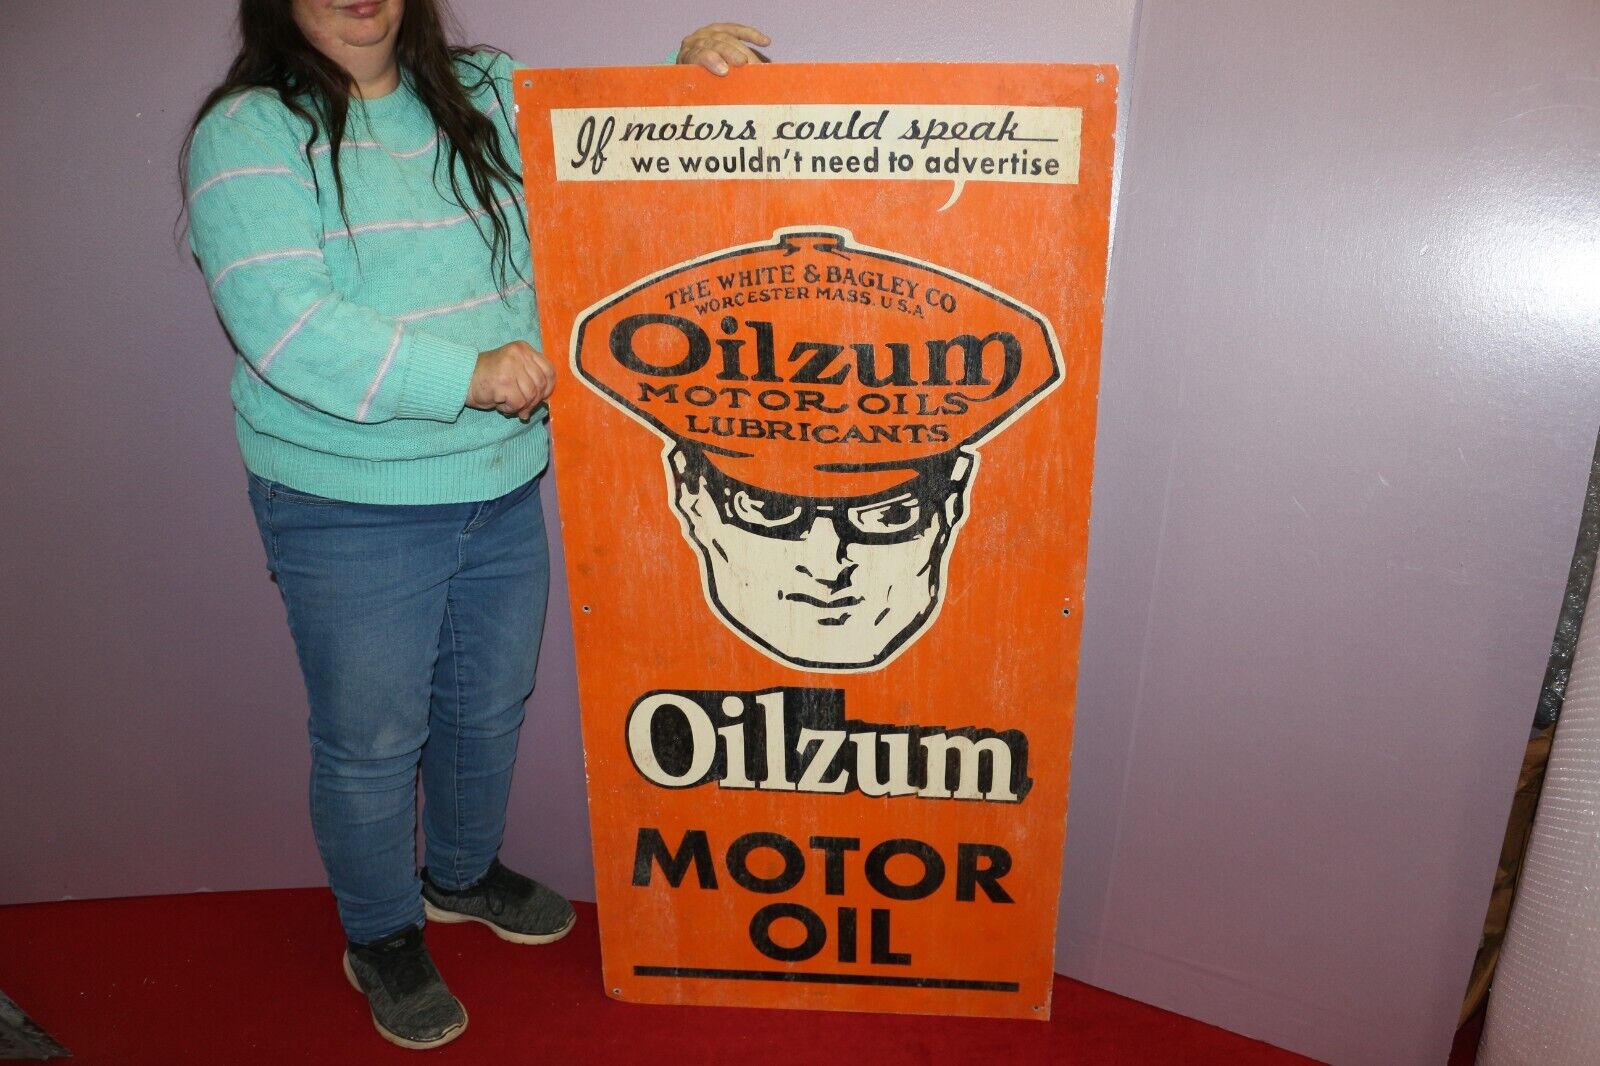 If motors could speak
we wouldn't need to advertise
THE WHITE & BAGLEY CO
WORCESTER MASS. U.S.A
Oilzum
MOTOR OILS
LUBRICANTS
Oilzum
MOTOR
OIL